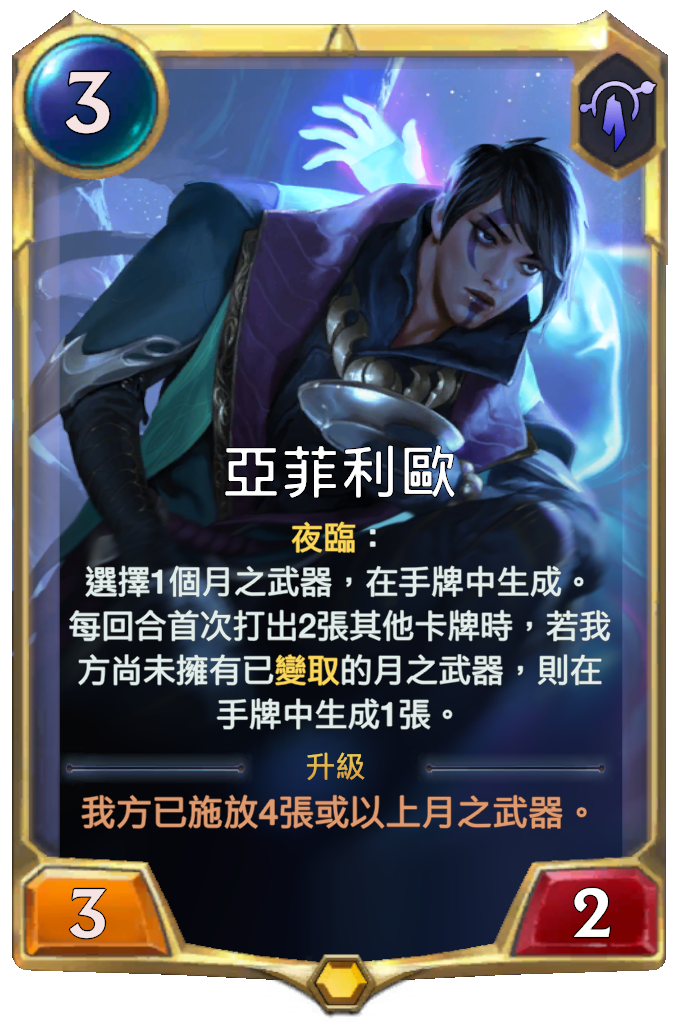 3
亞菲利歐
夜臨：
選擇1個月之武器，在手牌中生成。
每回合首次打出2張其他卡牌時，若我
方尚未擁有已變取的月之武器，則在
手牌中生成1張。
升級
我方已施放4張或以上月之武器。
3
2